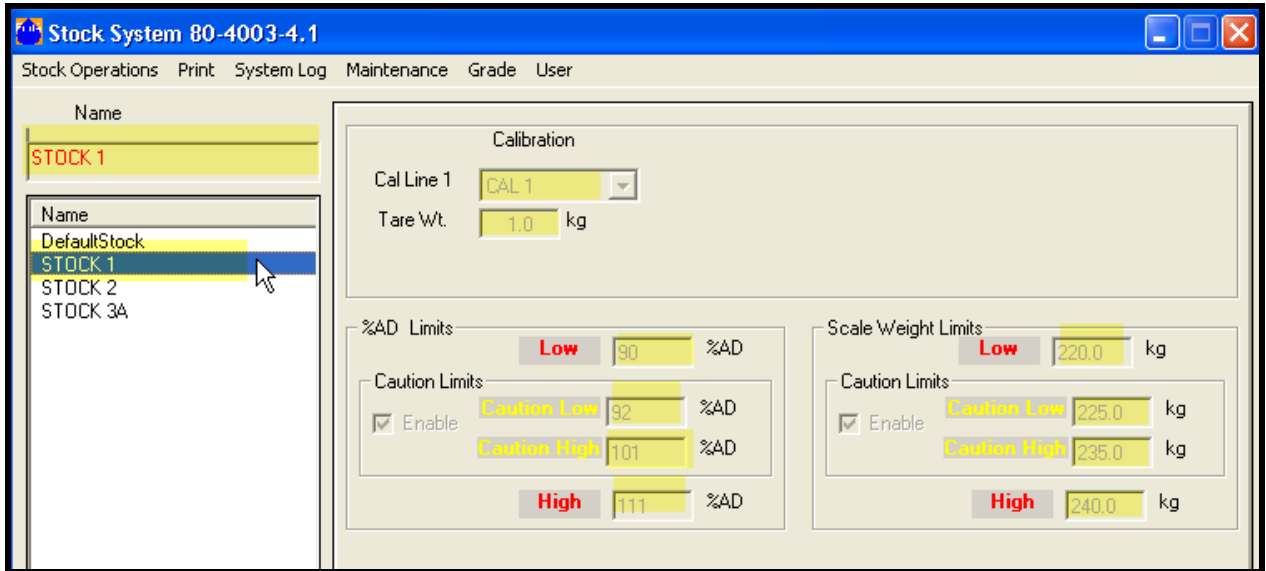 Stock System 80-4003-4.1
Stock Operations Print System Log Maintenance Grade User
Name
STOCK 1
Name
DefaultStock
STOCK 1
STOCK 2
STOCK 3A
Calibration
Cal Line 1 CAL 1
Tare Wt. 1.0 kg
%AD Limits
Low 90 %AD
Caution Limits
Enable
Caution Low 92 %AD
Caution High 101 %AD
High 111 %AD
Scale Weight Limits
Low 220.0 kg
Caution Limits
Enable
Caution Low 225.0 kg
Caution High 235.0 kg
High 240.0 kg